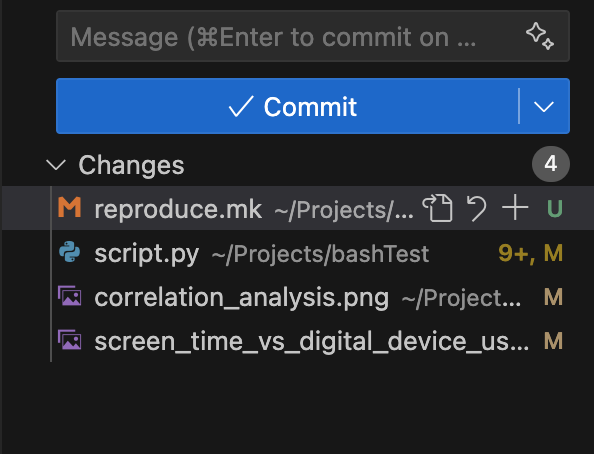 Message (⌘Enter to commit on ...
Commit
Changes 4
reproduce.mk ~/Projects/... U
script.py ~/Projects/bashTest 9+, M
correlation_analysis.png ~/Project... M
screen_time_vs_digital_device_us... M